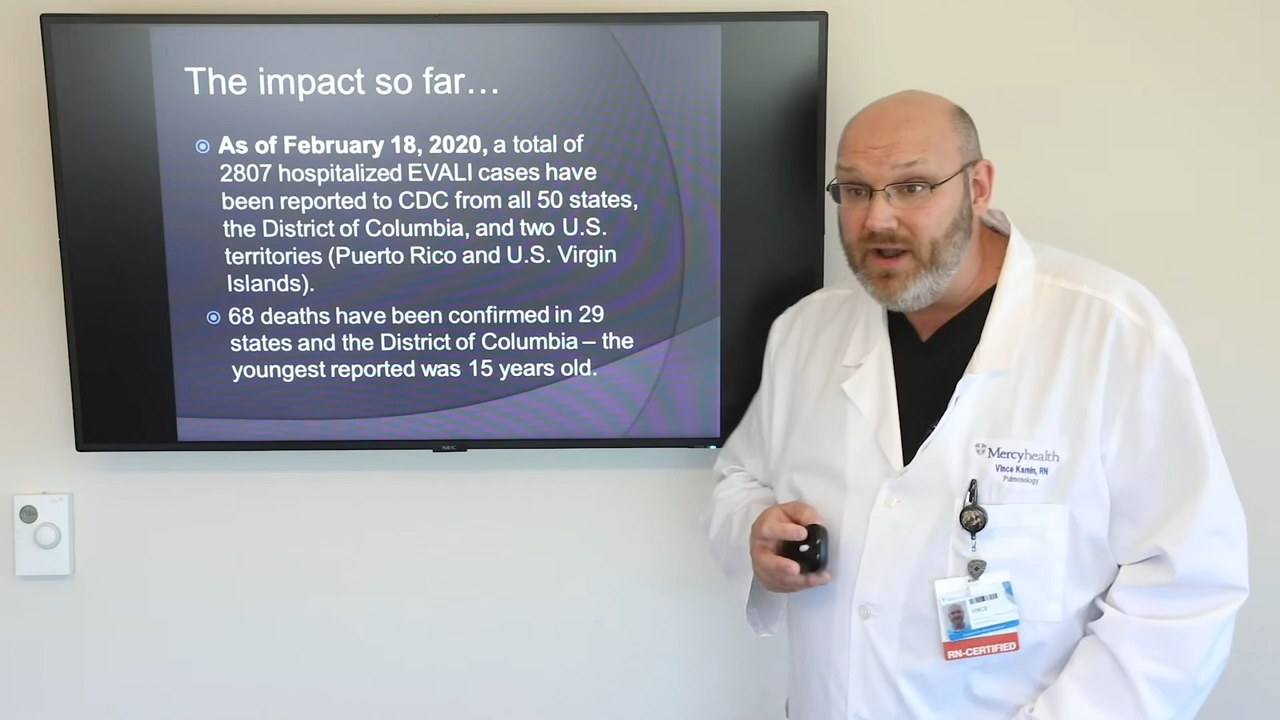 The impact so far…
As of February 18, 2020, a total of
2807 hospitalized EVALI cases have
been reported to CDC from all 50 states,
the District of Columbia, and two U.S.
territories (Puerto Rico and U.S. Virgin
Islands).
68 deaths have been confirmed in 29
states and the District of Columbia – the
youngest reported was 15 years old.
NEC
Mercyhealth
Vince Kamin, RN
Pulmonology
VINCE
RN-CERTIFIED